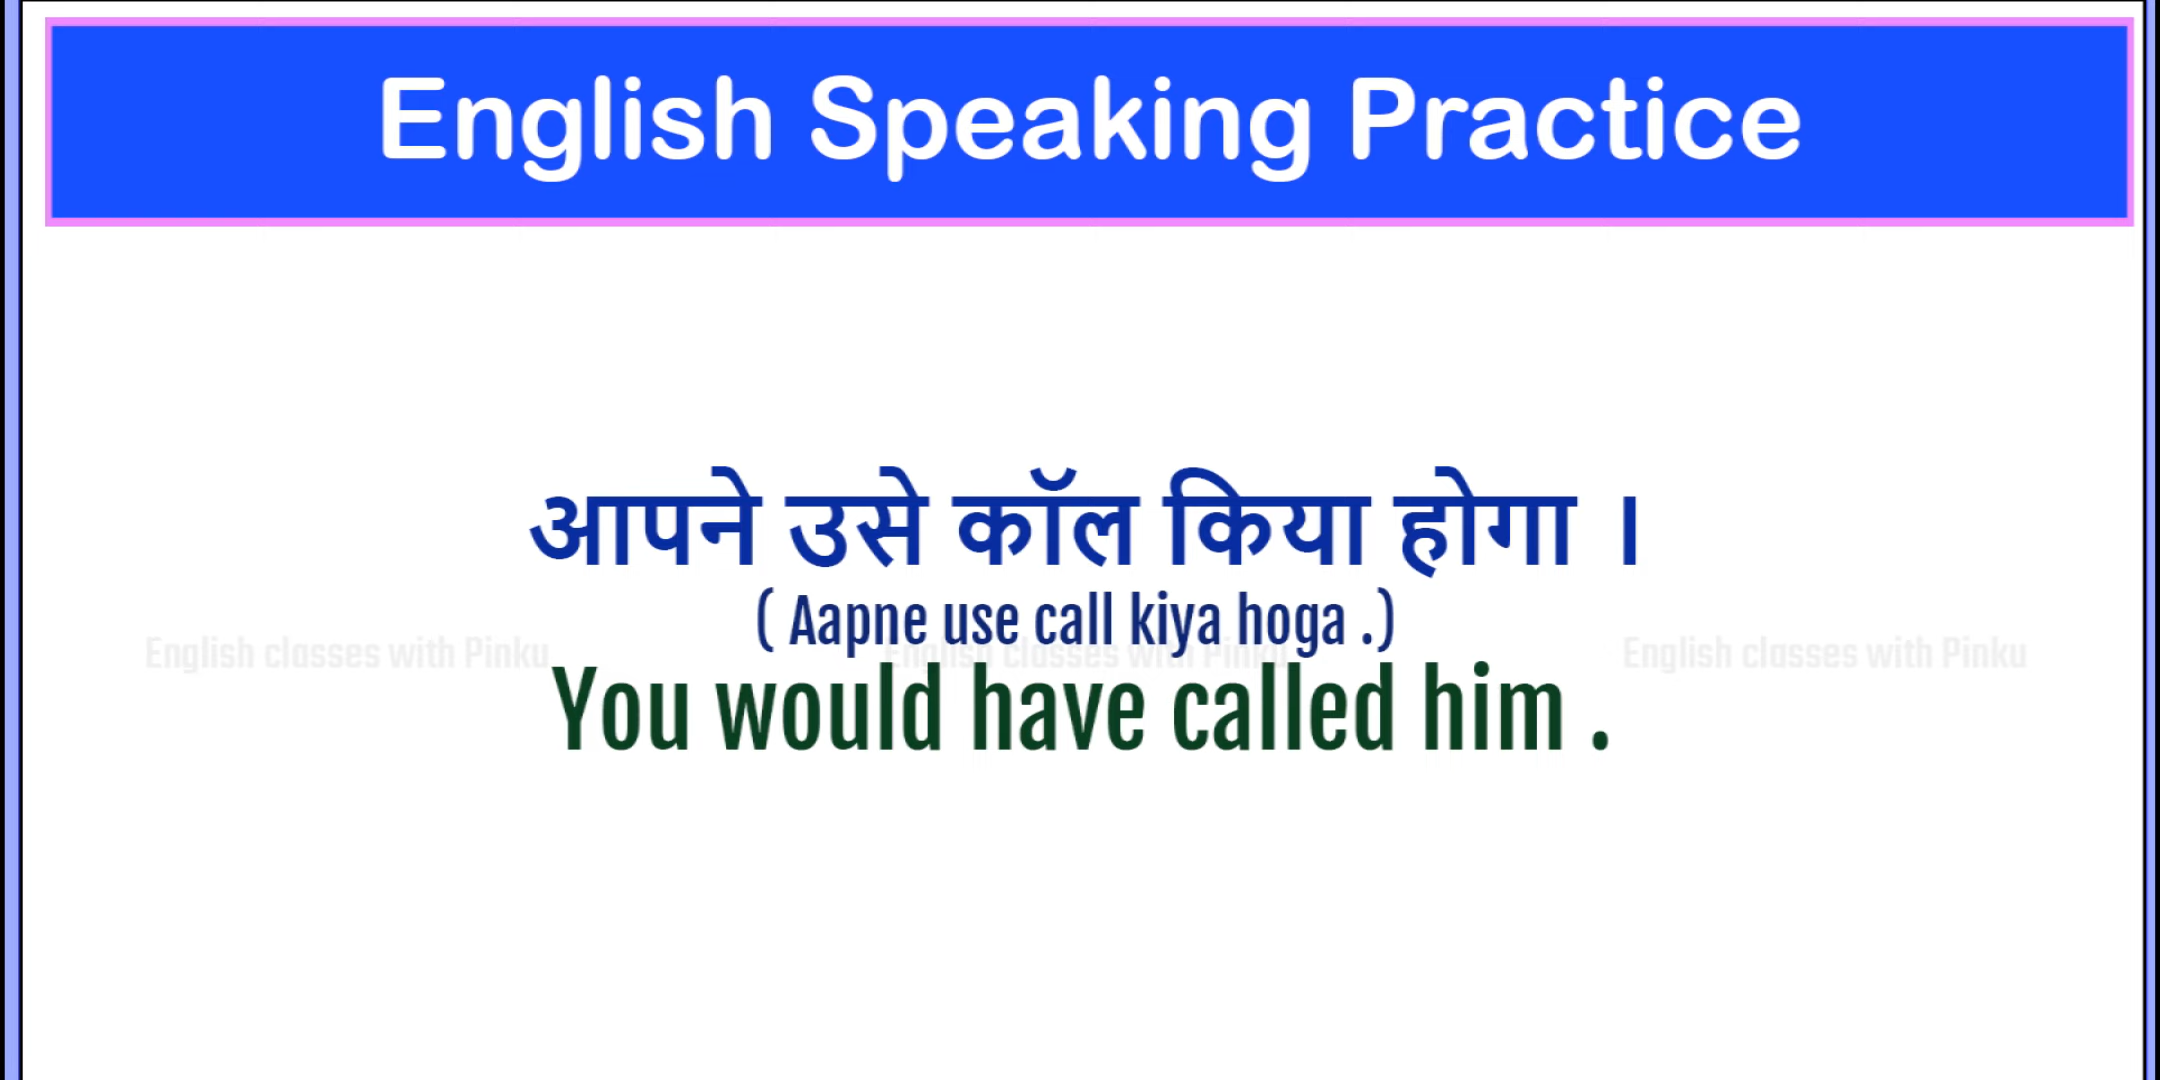 English Speaking Practice
आपने उसे कॉल किया होगा ।
( Aapne use call kiya hoga .)
English classes with Pinku English classes with Pinku English classes with Pinku
You would have called him .